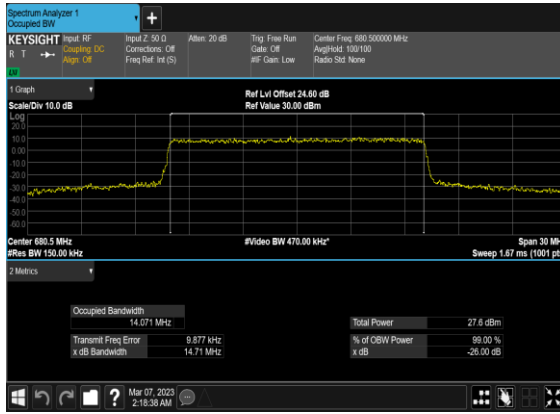 Spectrum Analyzer 1
Occupied BW
+
KEYSIGHT Input: RF Input Z: 50 Ω Atten: 20 dB Trig: Free Run Center Freq: 680.500000 MHz
R T Coupling: DC Corrections: Off Gate: Off Avg|Hold: 100/100
Align: Off Freq Ref: Int (S) #IF Gain: Low Radio Std: None
LXI
1 Graph
Scale/Div 10.0 dB Ref Lvl Offset 24.60 dB
Ref Value 30.00 dBm
Log
20.0
10.0
0.00
-10.0
-20.0
-30.0
-40.0
-50.0
-60.0
Center 680.5 MHz #Video BW 470.00 kHz* Span 30 MH
#Res BW 150.00 kHz Sweep 1.67 ms (1001 pt
2 Metrics
Occupied Bandwidth
14.071 MHz Total Power 27.6 dBm
Transmit Freq Error 9.877 kHz % of OBW Power 99.00 %
x dB Bandwidth 14.71 MHz x dB -26.00 dB
? Mar 07, 2023
2:18:38 AM